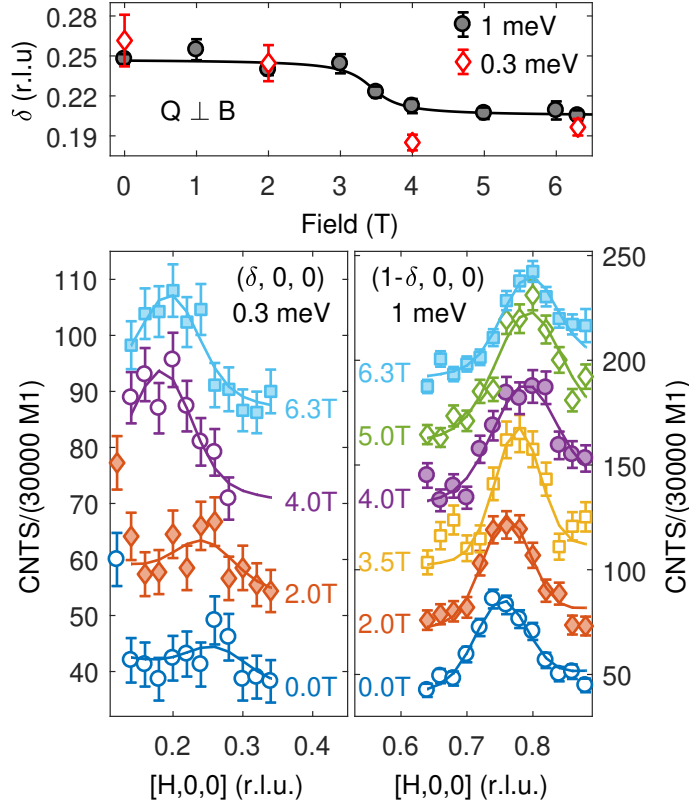 0.28
0.25
0.22
0.19
δ (r.l.u)
1 meV
0.3 meV
Q ⊥ B
0 1 2 3 4 5 6
Field (T)
110
100
90
80
70
60
50
40
CNTS/(30000 M1)
(δ, 0, 0)
0.3 meV
6.3T
4.0T
2.0T
0.0T
0.2 0.3 0.4
[H,0,0] (r.l.u.)
(1-δ, 0, 0)
1 meV
6.3T
5.0T
4.0T
3.5T
2.0T
0.0T
0.6 0.7 0.8
[H,0,0] (r.l.u.)
250
200
150
100
50
CNTS/(30000 M1)